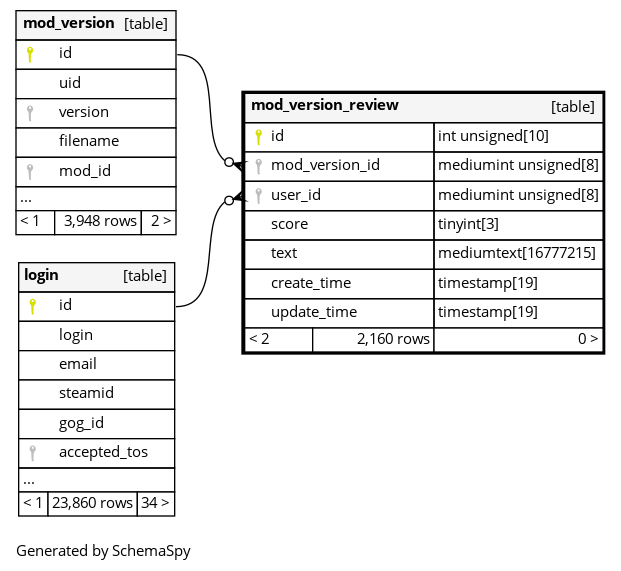 mod_version [table]
id
uid
version
filename
mod_id
...
< 1 3,948 rows 2 >
mod_version_review [table]
id int unsigned[10]
mod_version_id mediumint unsigned[8]
user_id mediumint unsigned[8]
score tinyint[3]
text mediumtext[16777215]
create_time timestamp[19]
update_time timestamp[19]
< 2 2,160 rows 0 >
login [table]
id
login
email
steamid
gog_id
accepted_tos
...
< 1 23,860 rows 34 >
Generated by SchemaSpy